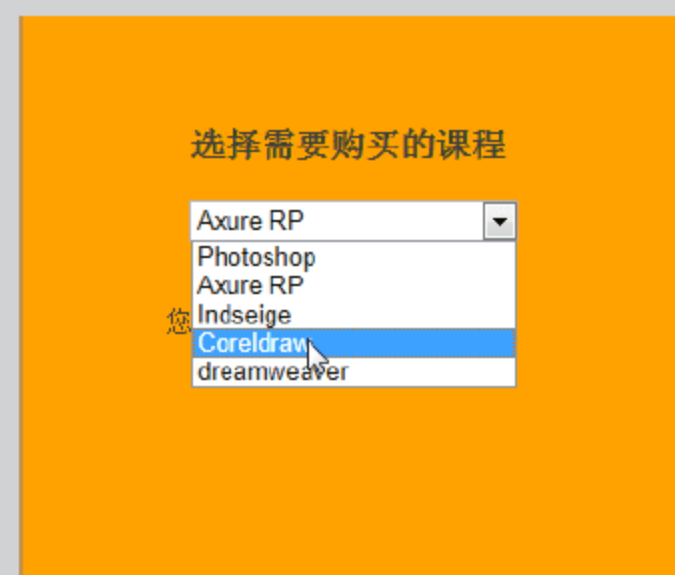 选择需要购买的课程
Axure RP
Photoshop
Axure RP
Indseige
您
Coreldraw
dreamweaver